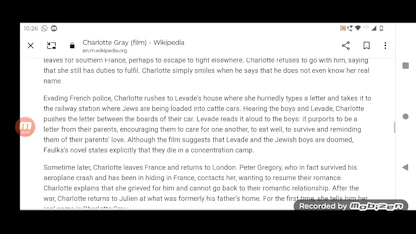 10:26
Charlotte Gray (film) - Wikipedia
en.m.wikipedia.org
leaves for southern France, perhaps to escape to fight elsewhere. Charlotte refuses to go with him, saying
that she still has duties to fulfil. Charlotte simply smiles when he says that he does not even know her real
name.
Evading French police, Charlotte rushes to Levade's house where she hurriedly types a letter and takes it to
the railway station where Jews are being loaded into cattle cars. Hearing the boys and Levade, Charlotte
pushes the letter between the boards of their car. Levade reads it aloud to the boys: it purports to be a
letter from their parents, encouraging them to care for one another, to eat well, to survive and reminding
them of their parents' love. Although the film suggests that Levade and the Jewish boys are doomed,
Faulks's novel states explicitly that they die in a concentration camp.
Sometime later, Charlotte leaves France and returns to London. Peter Gregory, who in fact survived his
aeroplane crash and has been in hiding in France, contacts her, wanting to resume their romance.
Charlotte explains that she grieved for him and cannot go back to their romantic relationship. After the
war, Charlotte returns to Julien at what was formerly his father's home. For the first time, she tells him her
real name is Charlotte Gray.
Recorded by MOBIZEN